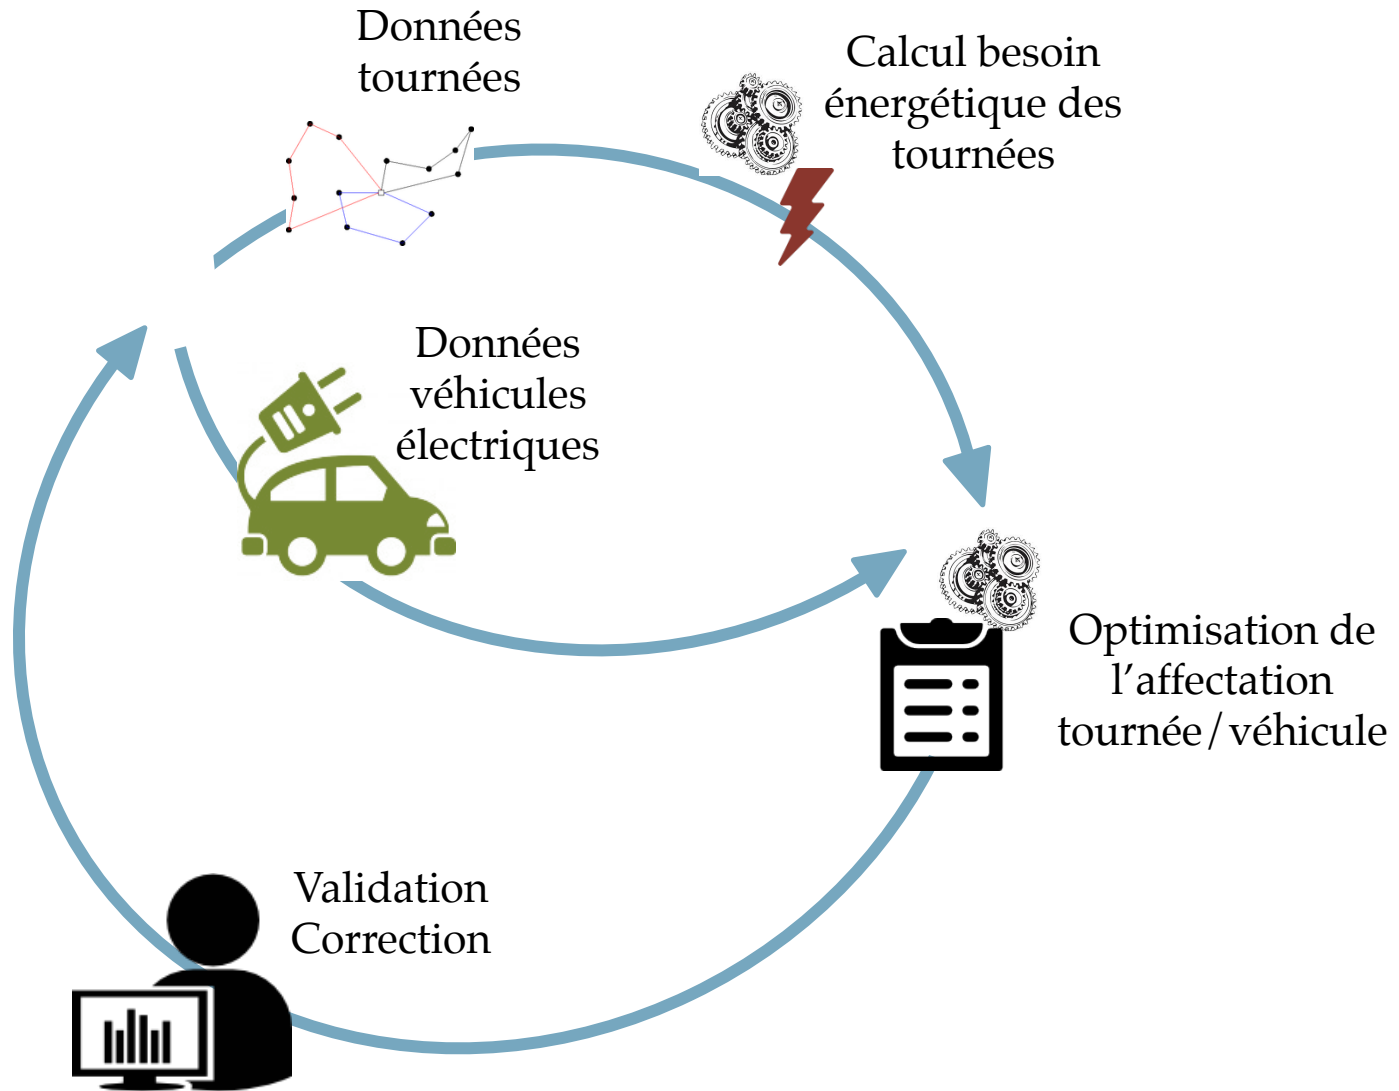 Données
tournées
Calcul besoin
énergétique des
tournées
Données
véhicules
électriques
Optimisation de
l’affectation
tournée/véhicule
Validation
Correction